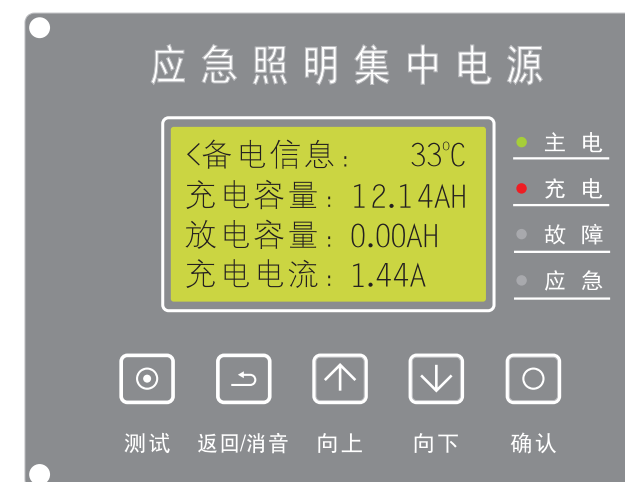 应急照明集中电源
<备电信息: 33°C
充电容量: 12.14AH
放电容量: 0.00AH
充电电流: 1.44A
主电
充电
故障
应急
测试 返回/消音 向上 向下 确认